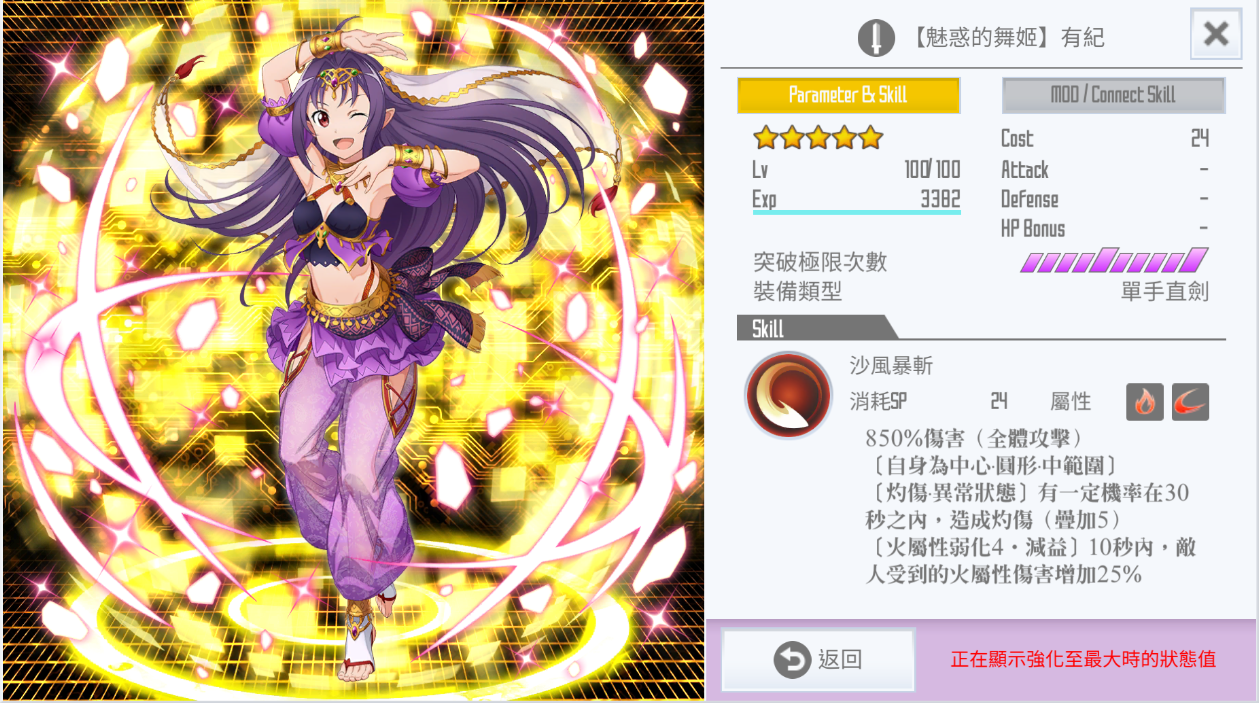 【魅惑的舞姬】有紀
Parameter & Skill
MOD / Connect Skill
Lv 100/100
Exp 3382
Cost 24
Attack -
Defense -
HP Bonus -
突破極限次數
裝備類型 單手直劍
Skill
沙風暴斬
消耗SP 24 屬性
850%傷害（全體攻擊）
〔自身為中心·圓形·中範圍〕
〔灼傷·異常狀態〕有一定機率在30
秒之內，造成灼傷（疊加5）
〔火屬性弱化4·減益〕10秒內，敵
人受到的火屬性傷害增加25%
返回
正在顯示強化至最大時的狀態值